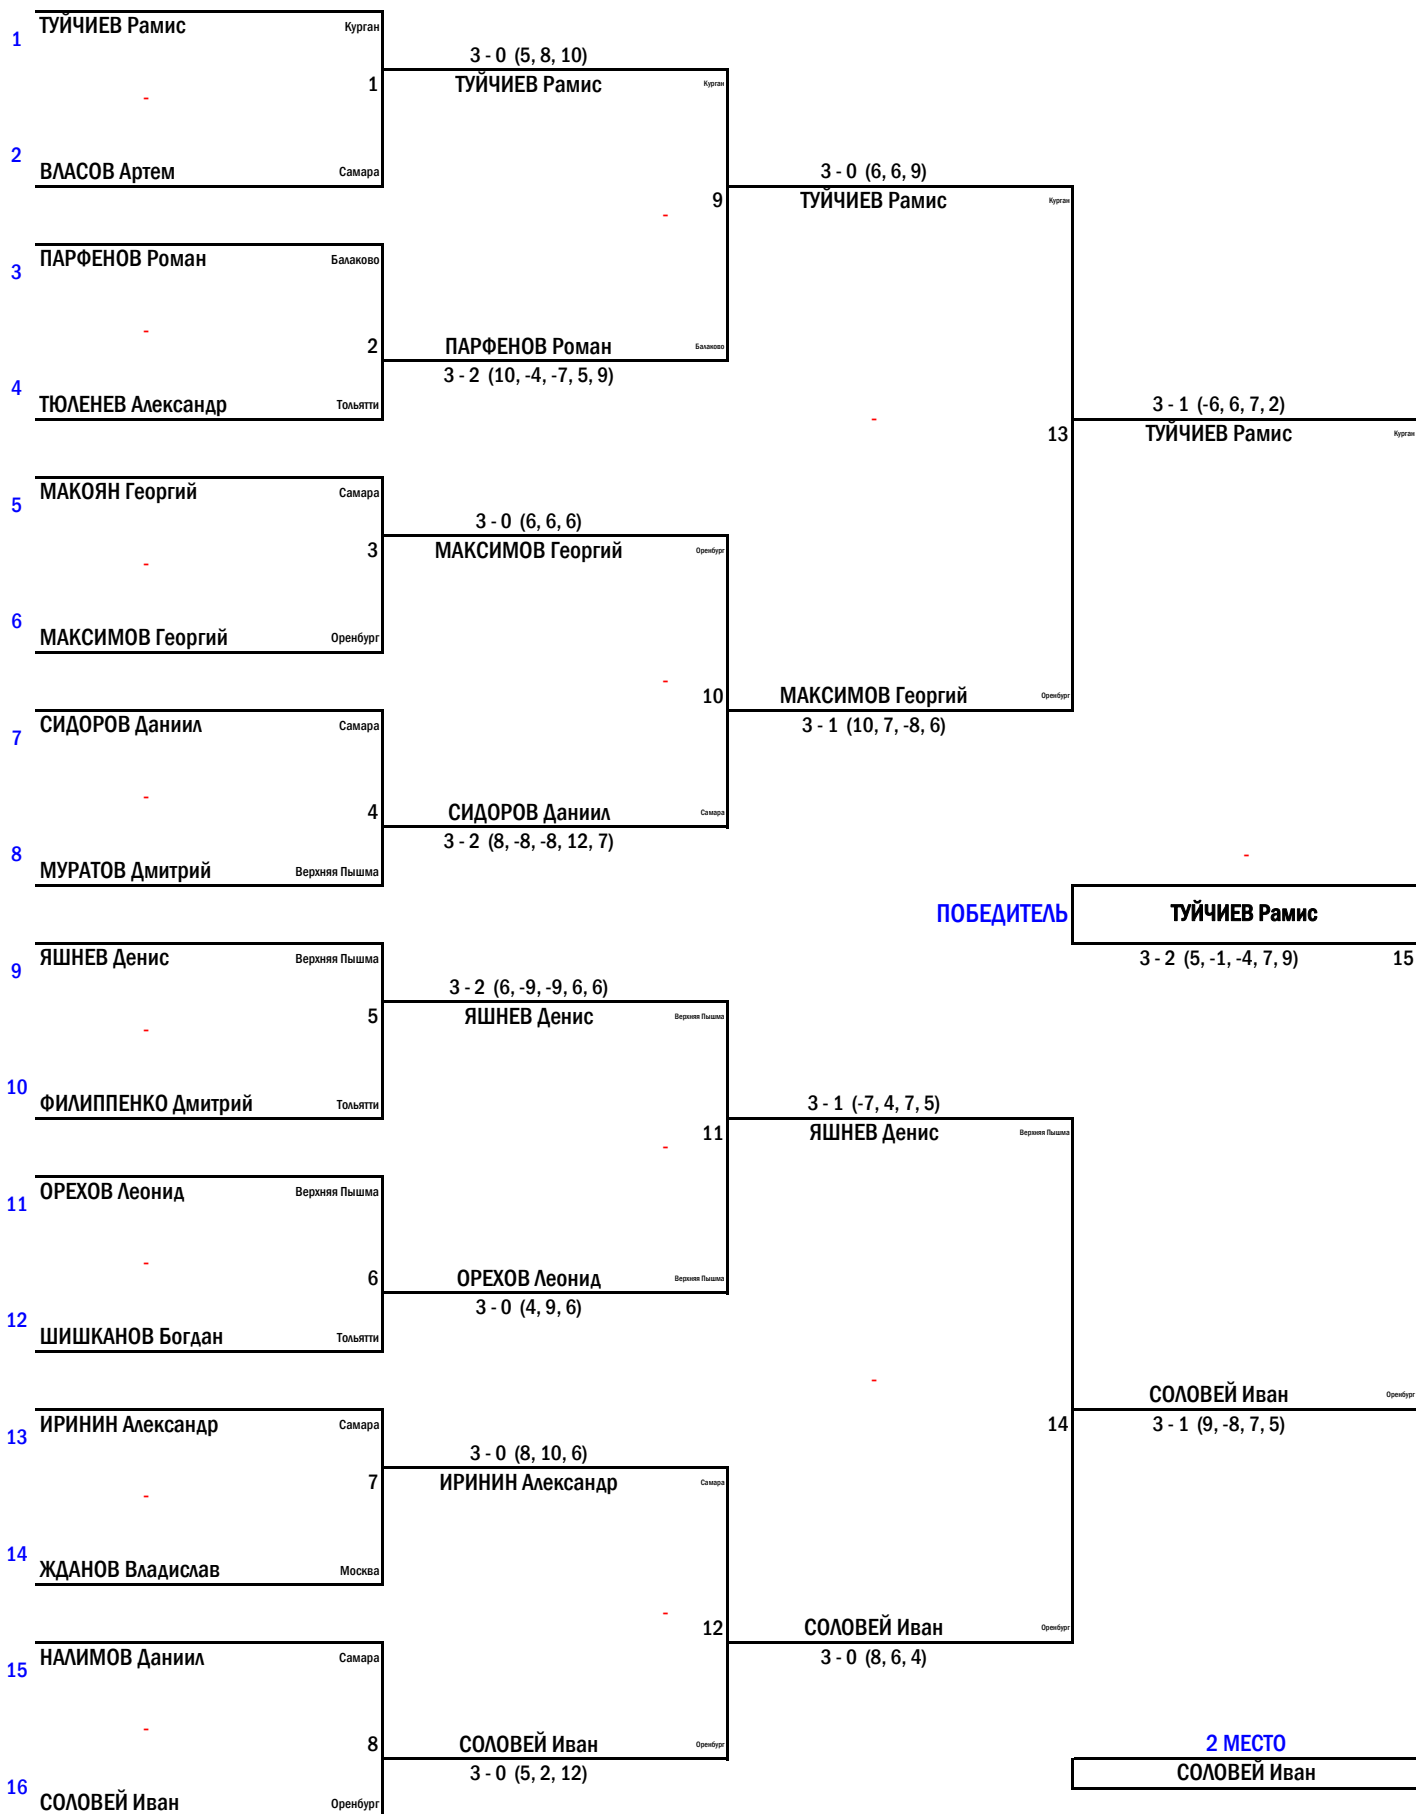 1 ТУЙЧИЕВ Рамис Курган
3 - 0 (5, 8, 10)
1 ТУЙЧИЕВ Рамис Курган
-
2 ВЛАСОВ Артем Самара
3 - 0 (6, 6, 9)
9 ТУЙЧИЕВ Рамис Курган
-
3 ПАРФЕНОВ Роман Балаково
-
2 ПАРФЕНОВ Роман Балаково
3 - 2 (10, -4, -7, 5, 9)
4 ТЮЛЕНЕВ Александр Тольятти
3 - 1 (-6, 6, 7, 2)
-
13 ТУЙЧИЕВ Рамис Курган
5 МАКОЯН Георгий Самара
3 - 0 (6, 6, 6)
3 МАКСИМОВ Георгий Оренбург
-
6 МАКСИМОВ Георгий Оренбург
-
10 МАКСИМОВ Георгий Оренбург
3 - 1 (10, 7, -8, 6)
7 СИДОРОВ Даниил Самара
-
4 СИДОРОВ Даниил Самара
3 - 2 (8, -8, -8, 12, 7)
8 МУРАТОВ Дмитрий Верхняя Пышма
-
ПОБЕДИТЕЛЬ ТУЙЧИЕВ Рамис
3 - 2 (5, -1, -4, 7, 9) 15
9 ЯШНЕВ Денис Верхняя Пышма
3 - 2 (6, -9, -9, 6, 6)
5 ЯШНЕВ Денис Верхняя Пышма
-
10 ФИЛИППЕНКО Дмитрий Тольятти
3 - 1 (-7, 4, 7, 5)
11 ЯШНЕВ Денис Верхняя Пышма
-
11 ОРЕХОВ Леонид Верхняя Пышма
-
6 ОРЕХОВ Леонид Верхняя Пышма
3 - 0 (4, 9, 6)
12 ШИШКАНОВ Богдан Тольятти
-
СОЛОВЕЙ Иван Оренбург
14 3 - 1 (9, -8, 7, 5)
13 ИРИНИН Александр Самара
3 - 0 (8, 10, 6)
7 ИРИНИН Александр Самара
-
14 ЖДАНОВ Владислав Москва
-
12 СОЛОВЕЙ Иван Оренбург
3 - 0 (8, 6, 4)
15 НАЛИМОВ Даниил Самара
-
8 СОЛОВЕЙ Иван Оренбург
3 - 0 (5, 2, 12)
2 МЕСТО
СОЛОВЕЙ Иван
16 СОЛОВЕЙ Иван Оренбург